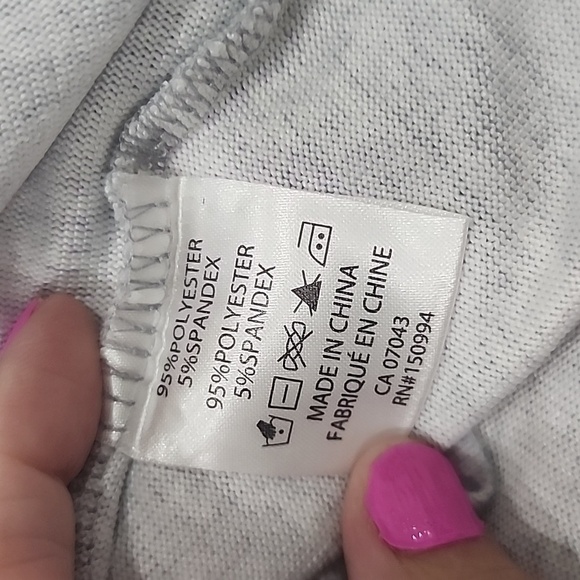 95%POLYESTER
5%SPANDEX
95%POLYESTER
5%SPANDEX
MADE IN CHINA
FABRIQUÉ EN CHINE
CA 07043
RN#150994